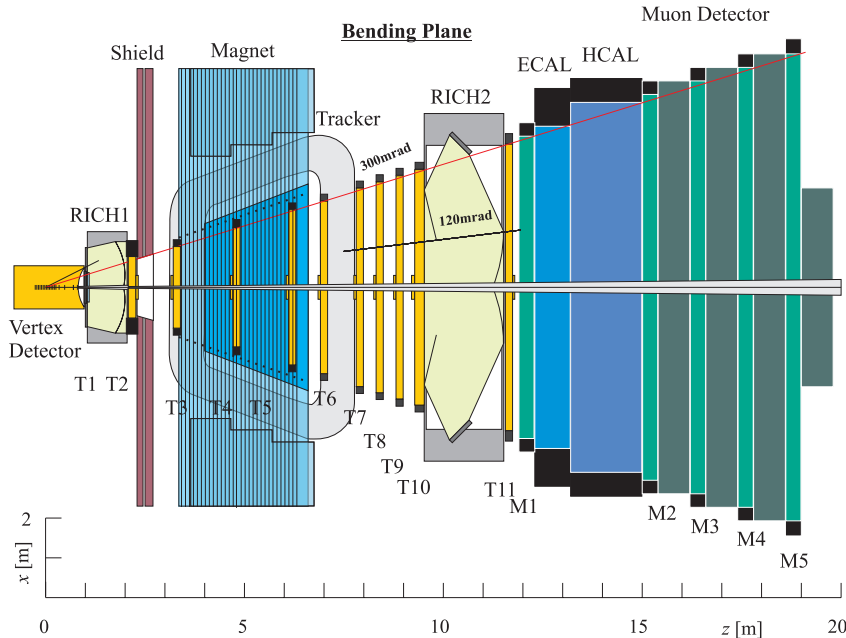 Bending Plane
Muon Detector
Shield
Magnet
HCAL
ECAL
RICH2
Tracker
300mrad
RICH1
120mrad
Vertex
Detector
T1
T2
T3
T4
T5
T6
T7
T8
T9
T10
T11
M1
M2
M3
M4
M5
2
x [m]
0
5
10
15
z [m]
20